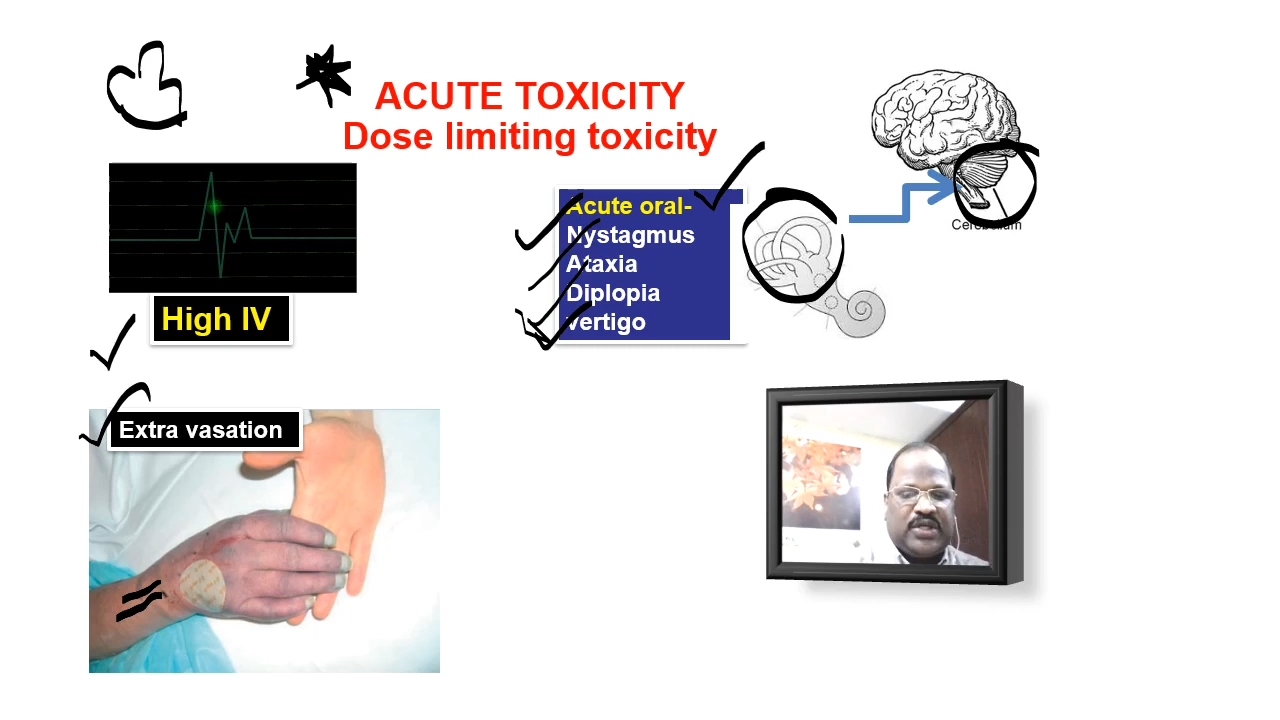 ACUTE TOXICITY
Dose limiting toxicity
High IV
Acute oral-
Nystagmus
Ataxia
Diplopia
vertigo
Cerebellum
Extra vasation